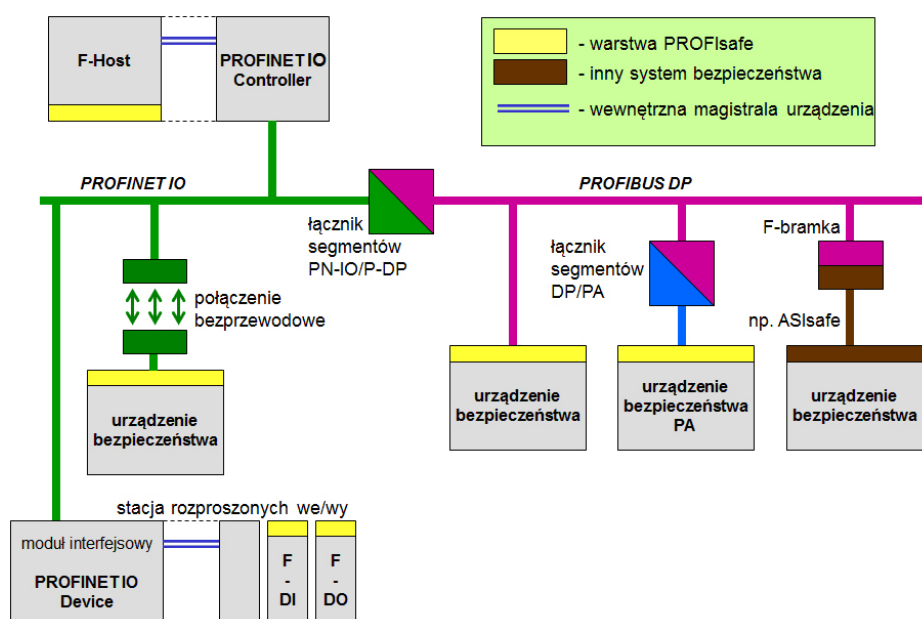 F-Host
PROFINET IO
Controller
- warstwa PROFIsafe
- inny system bezpieczeństwa
- wewnętrzna magistrala urządzenia
PROFINET IO
PROFIBUS DP
łącznik
segmentów
PN-IO/P-DP
łącznik
segmentów
DP/PA
F-bramka
połączenie
bezprzewodowe
np. ASIsafe
urządzenie
bezpieczeństwa
urządzenie
bezpieczeństwa
urządzenie
bezpieczeństwa
PA
urządzenie
bezpieczeństwa
stacja rozproszonych we/wy
moduł interfejsowy
PROFINET IO
Device
F
-
DI
F
-
DO